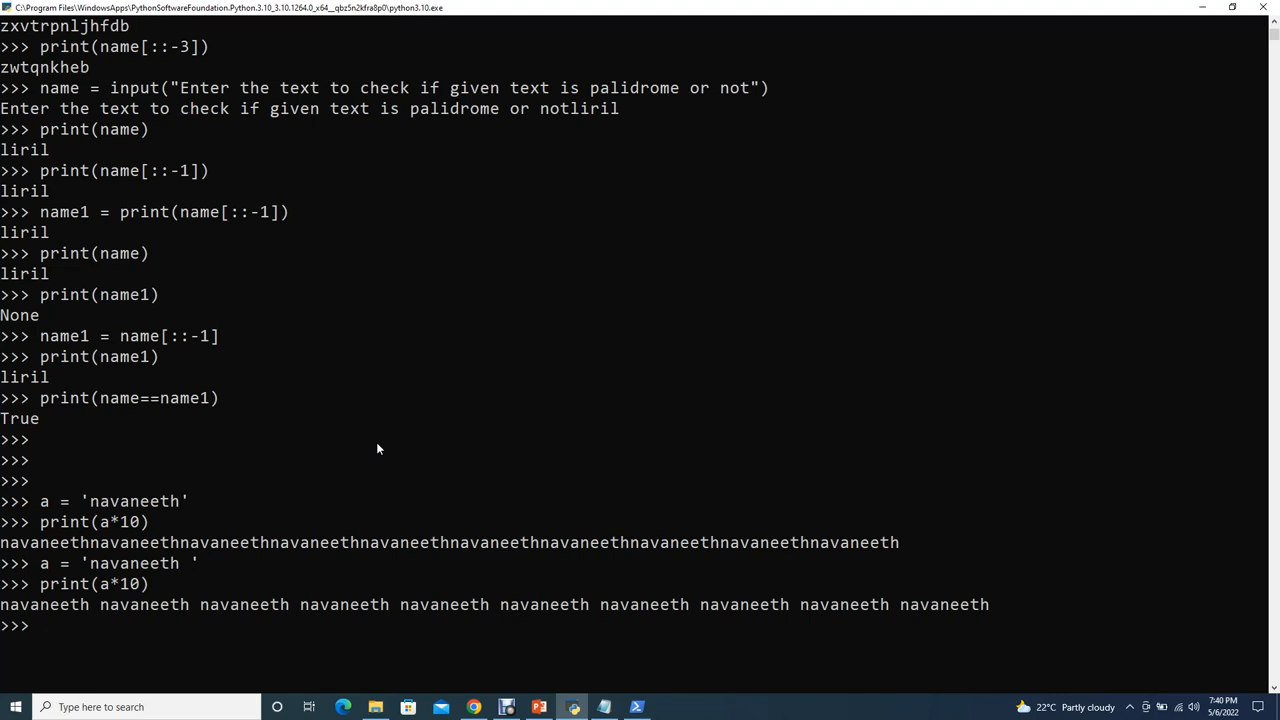 C:\Program Files\WindowsApps\PythonSoftwareFoundation.Python.3.10_3.10.1264.0_x64__qbz5n2kfra8p0\python3.10.exe
zxvtrpnljhfdb
>>> print(name[::-3])
zwtqnkheb
>>> name = input("Enter the text to check if given text is palidrome or not")
Enter the text to check if given text is palidrome or notliril
>>> print(name)
liril
>>> print(name[::-1])
liril
>>> name1 = print(name[::-1])
liril
>>> print(name)
liril
>>> print(name1)
None
>>> name1 = name[::-1]
>>> print(name1)
liril
>>> print(name==name1)
True
>>>
>>>
>>>
>>> a = 'navaneeth'
>>> print(a*10)
navaneethnavaneethnavaneethnavaneethnavaneethnavaneethnavaneethnavaneethnavaneethnavaneeth
>>> a = 'navaneeth '
>>> print(a*10)
navaneeth navaneeth navaneeth navaneeth navaneeth navaneeth navaneeth navaneeth navaneeth navaneeth
>>>
Type here to search
22°C Partly cloudy
7:40 PM
5/6/2022